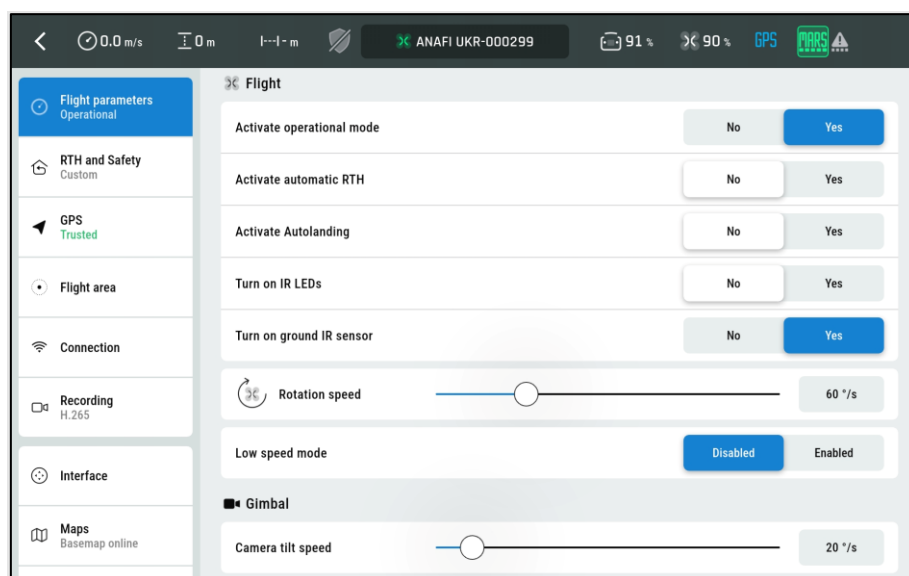 0.0 m/s 0 m - m ANAFI UKR-000299 91 % 90 % GPS MARS
Flight parameters
Operational
RTH and Safety
Custom
GPS
Trusted
Flight area
Connection
Recording
H.265
Interface
Maps
Basemap online
Flight
Activate operational mode No Yes
Activate automatic RTH No Yes
Activate Autolanding No Yes
Turn on IR LEDs No Yes
Turn on ground IR sensor No Yes
Rotation speed 60 °/s
Low speed mode Disabled Enabled
Gimbal
Camera tilt speed 20 °/s